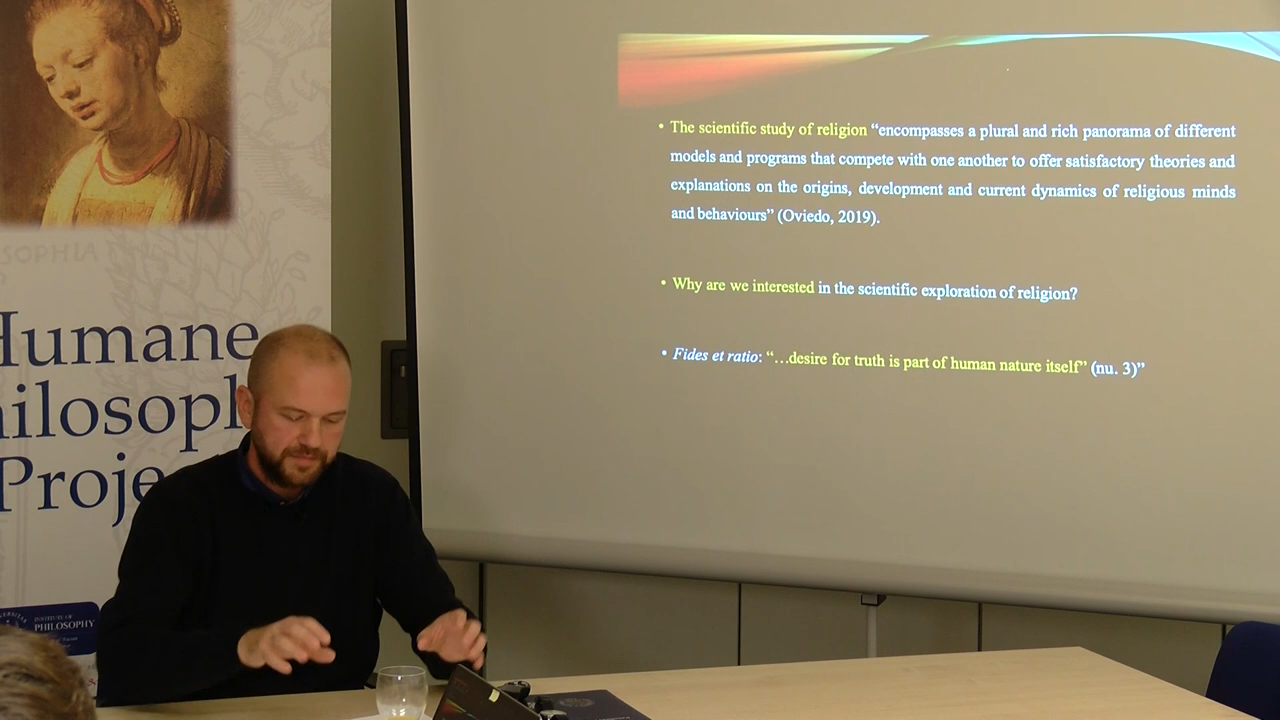 • The scientific study of religion “encompasses a plural and rich panorama of different
models and programs that compete with one another to offer satisfactory theories and
explanations on the origins, development and current dynamics of religious minds
and behaviours” (Oviedo, 2019).
• Why are we interested in the scientific exploration of religion?
• Fides et ratio: “…desire for truth is part of human nature itself” (nu. 3)”
SOPHIA
Humane
hilosoph
Proje
INSTITUTE OF
PHILOSOPHY